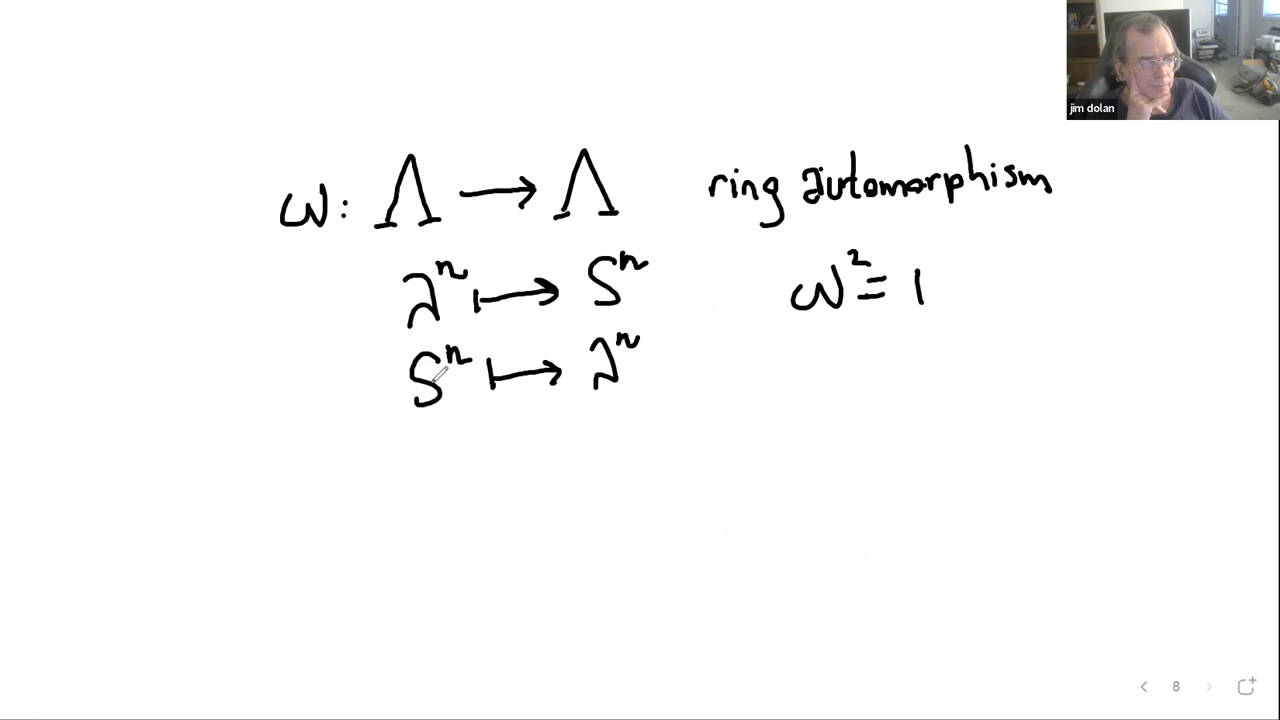 jim dolan
ω: Λ ⟶ Λ ring automorphism
λⁿ ⟼ Sⁿ ω² = 1
Sⁿ ⟼ λⁿ
8